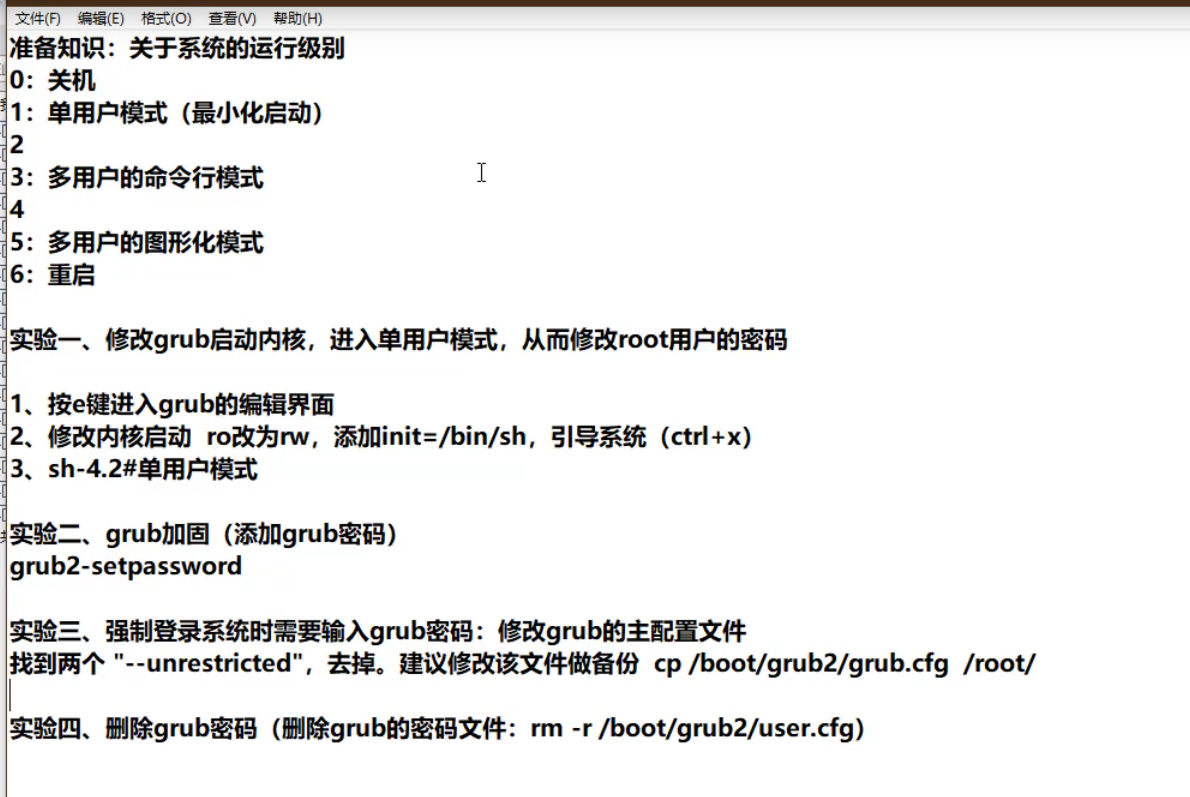 文件(F) 编辑(E) 格式(O) 查看(V) 帮助(H)
准备知识：关于系统的运行级别
0：关机
1：单用户模式（最小化启动）
2
3：多用户的命令行模式
4
5：多用户的图形化模式
6：重启
实验一、修改grub启动内核，进入单用户模式，从而修改root用户的密码
1、按e键进入grub的编辑界面
2、修改内核启动  ro改为rw，添加init=/bin/sh，引导系统（ctrl+x）
3、sh-4.2#单用户模式
实验二、grub加固（添加grub密码）
grub2-setpassword
实验三、强制登录系统时需要输入grub密码：修改grub的主配置文件
找到两个 "--unrestricted"，去掉。建议修改该文件做备份  cp /boot/grub2/grub.cfg  /root/
实验四、删除grub密码（删除grub的密码文件：rm -r /boot/grub2/user.cfg）